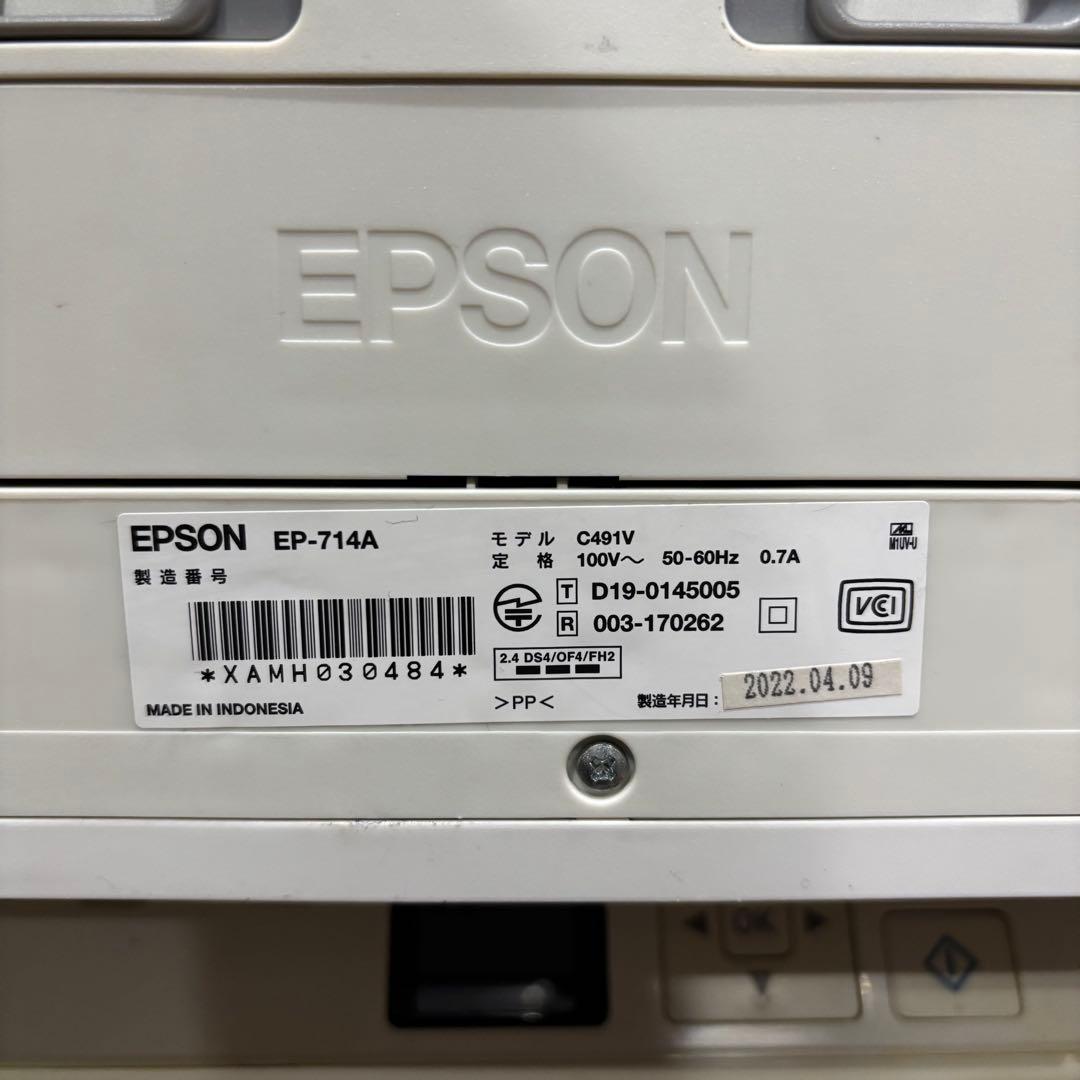 EPSON
EPSON EP-714A
製造番号
*XAMH030484*
MADE IN INDONESIA
モデル C491V
定格 100V～ 50-60Hz 0.7A
T D19-0145005
R 003-170262
2.4 DS4/OF4/FH2
>PP<
製造年月日：2022.04.09
M1UV-U
VCCI
OK